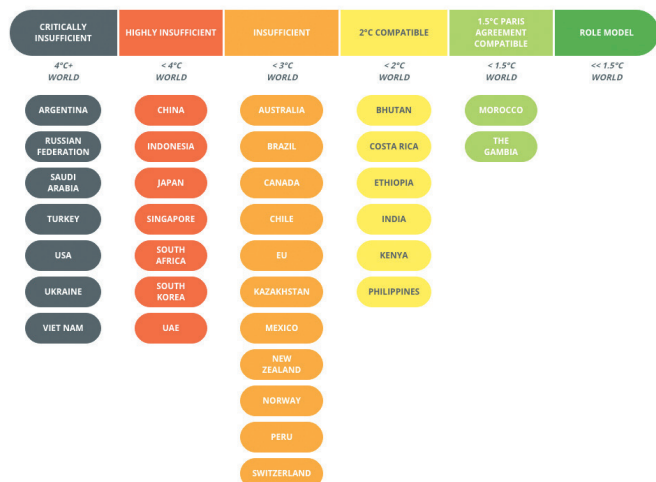 CRITICALLY
INSUFFICIENT
HIGHLY INSUFFICIENT
INSUFFICIENT
2°C COMPATIBLE
1.5°C PARIS
AGREEMENT
COMPATIBLE
ROLE MODEL
4°C+
WORLD
< 4°C
WORLD
< 3°C
WORLD
< 2°C
WORLD
< 1.5°C
WORLD
<< 1.5°C
WORLD
ARGENTINA
RUSSIAN
FEDERATION
SAUDI
ARABIA
TURKEY
USA
UKRAINE
VIET NAM
CHINA
INDONESIA
JAPAN
SINGAPORE
SOUTH
AFRICA
SOUTH
KOREA
UAE
AUSTRALIA
BRAZIL
CANADA
CHILE
EU
KAZAKHSTAN
MEXICO
NEW
ZEALAND
NORWAY
PERU
SWITZERLAND
BHUTAN
COSTA RICA
ETHIOPIA
INDIA
KENYA
PHILIPPINES
MOROCCO
THE
GAMBIA